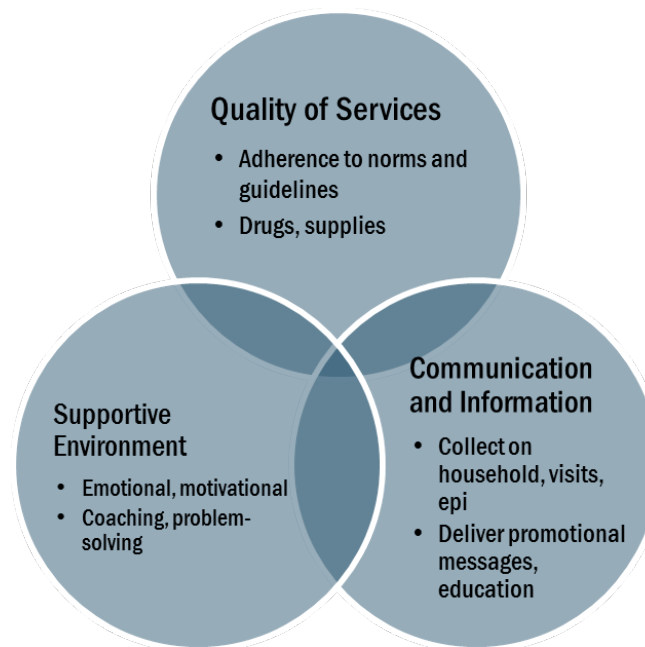 Quality of Services
• Adherence to norms and
guidelines
• Drugs, supplies
Supportive
Environment
• Emotional, motivational
• Coaching, problem-
solving
Communication
and Information
• Collect on
household, visits,
epi
• Deliver promotional
messages,
education